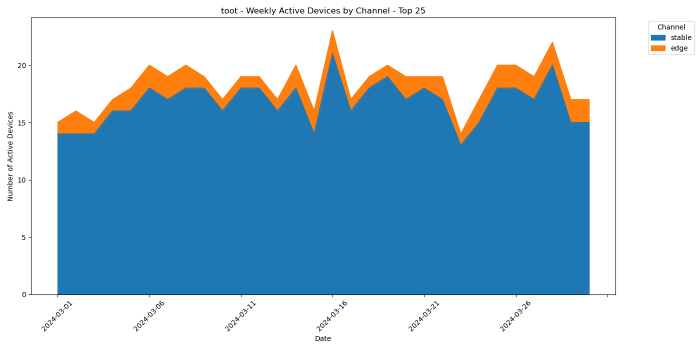 toot - Weekly Active Devices by Channel - Top 25
Channel
stable
edge
Number of Active Devices
20
15
10
5
0
2024-03-01
2024-03-06
2024-03-11
2024-03-16
2024-03-21
2024-03-26
Date